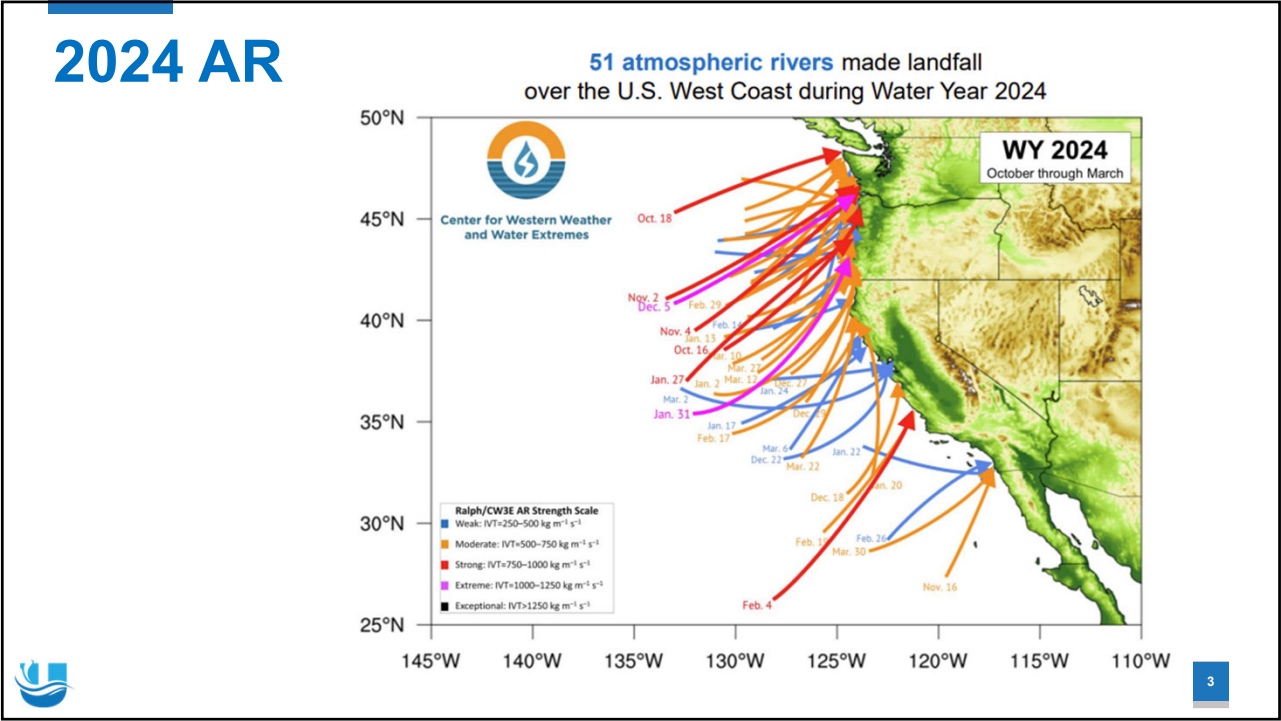 2024 AR
51 atmospheric rivers made landfall
over the U.S. West Coast during Water Year 2024
50°N
45°N
40°N
35°N
30°N
25°N
145°W 140°W 135°W 130°W 125°W 120°W 115°W 110°W
Center for Western Weather
and Water Extremes
WY 2024
October through March
Oct. 18
Nov. 2
Dec. 5
Feb. 29
Feb. 14
Nov. 4
Jan. 13
Oct. 16
Mar. 10
Mar. 27
Jan. 27
Jan. 2
Mar. 12
Dec. 27
Jan. 24
Mar. 2
Jan. 31
Dec.
Jan. 17
Feb. 17
Mar. 6
Dec. 22
Mar. 22
Jan. 22
Jan. 20
Dec. 18
Feb.
Feb. 26
Mar. 30
Nov. 16
Feb. 4
Ralph/CW3E AR Strength Scale
Weak: IVT=250–500 kg m⁻¹ s⁻¹
Moderate: IVT=500–750 kg m⁻¹ s⁻¹
Strong: IVT=750–1000 kg m⁻¹ s⁻¹
Extreme: IVT=1000–1250 kg m⁻¹ s⁻¹
Exceptional: IVT>1250 kg m⁻¹ s⁻¹
3